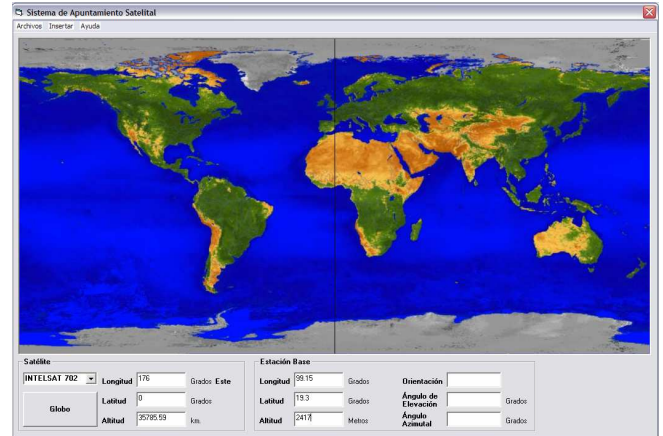 Sistema de Apuntamiento Satelital
Archivos Insertar Ayuda
Satélite
INTELSAT 702
Globo
Longitud 176 Grados Este
Latitud 0 Grados
Altitud 35785.59 km.
Estación Base
Longitud 99.15 Grados
Latitud 19.3 Grados
Altitud 2417 Metros
Orientación
Ángulo de Elevación Grados
Ángulo Azimutal Grados